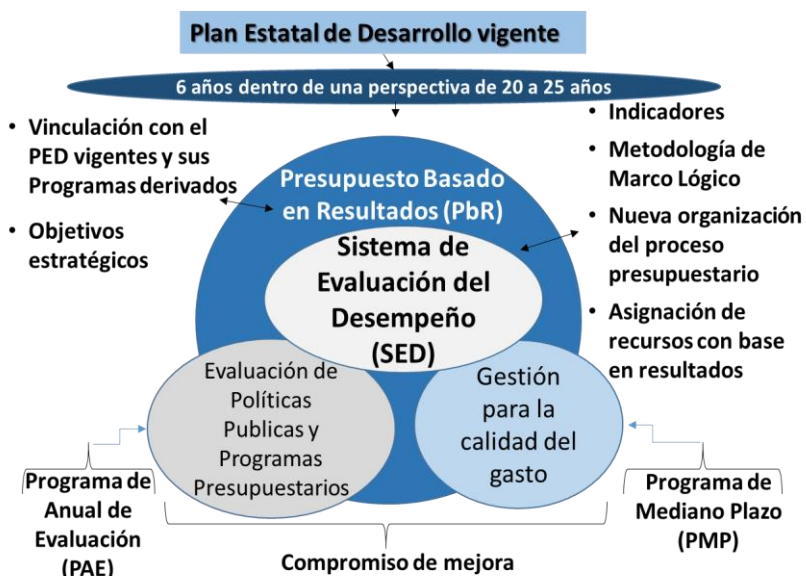 Plan Estatal de Desarrollo vigente
6 años dentro de una perspectiva de 20 a 25 años
• Vinculación con el
PED vigentes y sus
Programas derivados
• Objetivos
estratégicos
Presupuesto Basado
en Resultados (PbR)
Sistema de
Evaluación del
Desempeño
(SED)
• Indicadores
• Metodología de
Marco Lógico
• Nueva organización
del proceso
presupuestario
• Asignación de
recursos con base
en resultados
Evaluación de
Políticas
Publicas y
Programas
Presupuestarios
Gestión
para la
calidad del
gasto
Programa de
Anual de
Evaluación
(PAE)
Compromiso de mejora
Programa de
Mediano Plazo
(PMP)